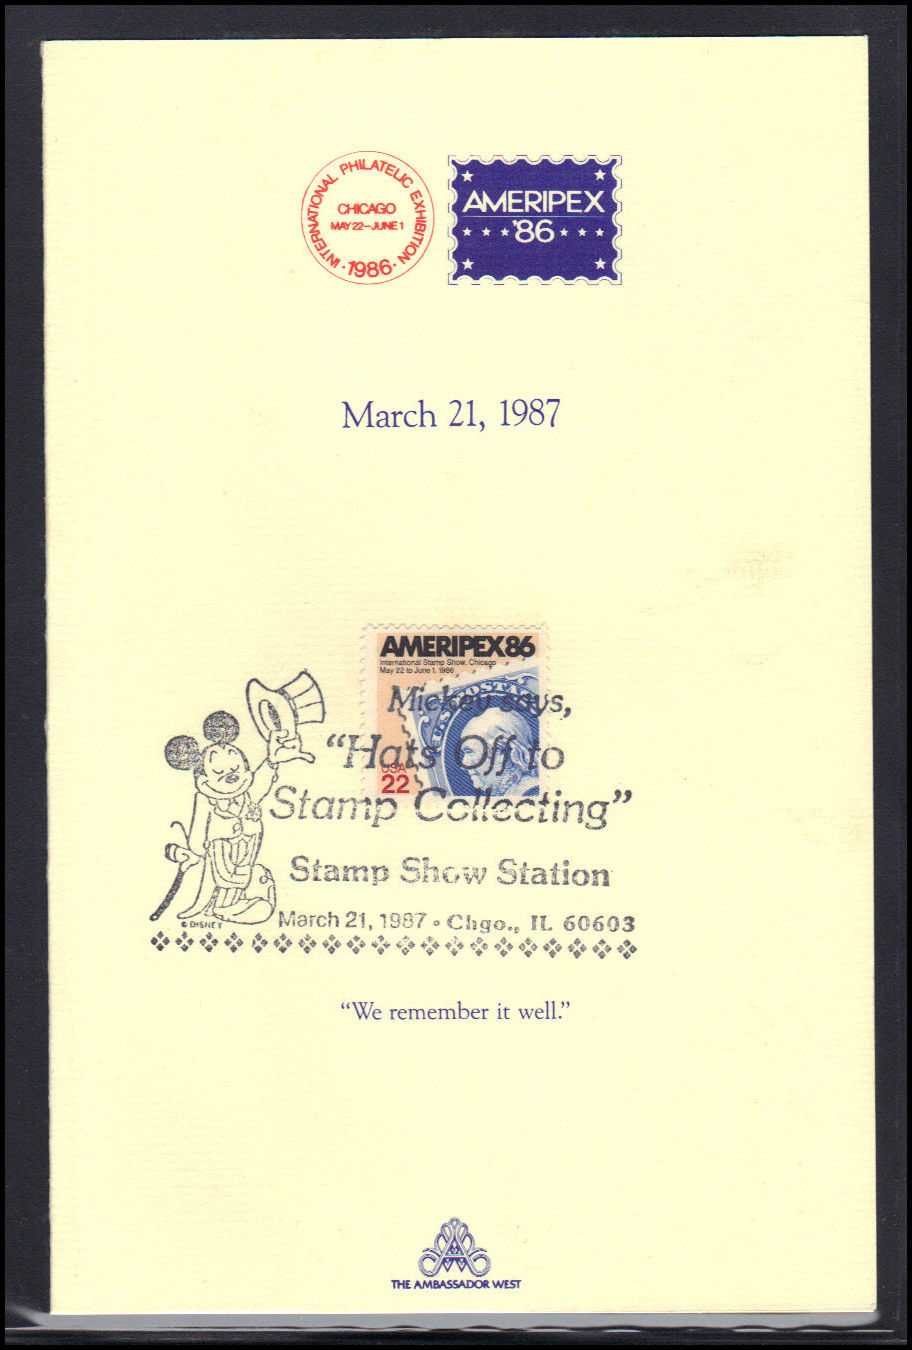 INTERNATIONAL PHILATELIC EXHIBITION
CHICAGO
MAY 22–JUNE 1
· 1986 ·
AMERIPEX
'86
March 21, 1987
AMERIPEX86
International Stamp Show, Chicago
May 22 to June 1, 1986
U.S. POSTA
USA
22
Mickey says,
“Hats Off to
Stamp Collecting”
Stamp Show Station
© DISNEY
March 21, 1987 • Chgo., IL 60603
“We remember it well.”
THE AMBASSADOR WEST